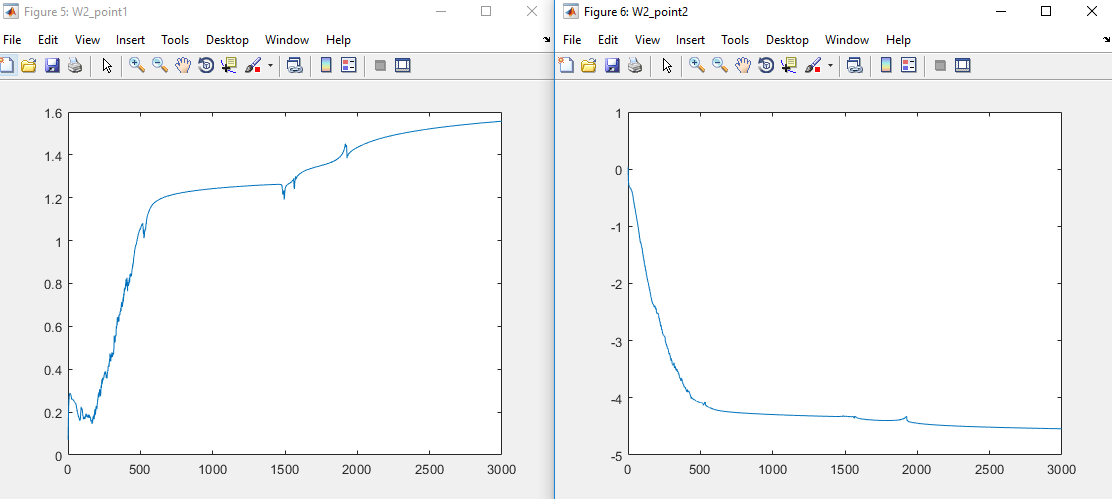 Figure 5: W2_point1
File Edit View Insert Tools Desktop Window Help
1.6
1.4
1.2
1
0.8
0.6
0.4
0.2
0
0 500 1000 1500 2000 2500 3000
Figure 6: W2_point2
File Edit View Insert Tools Desktop Window Help
1
0
-1
-2
-3
-4
-5
0 500 1000 1500 2000 2500 3000